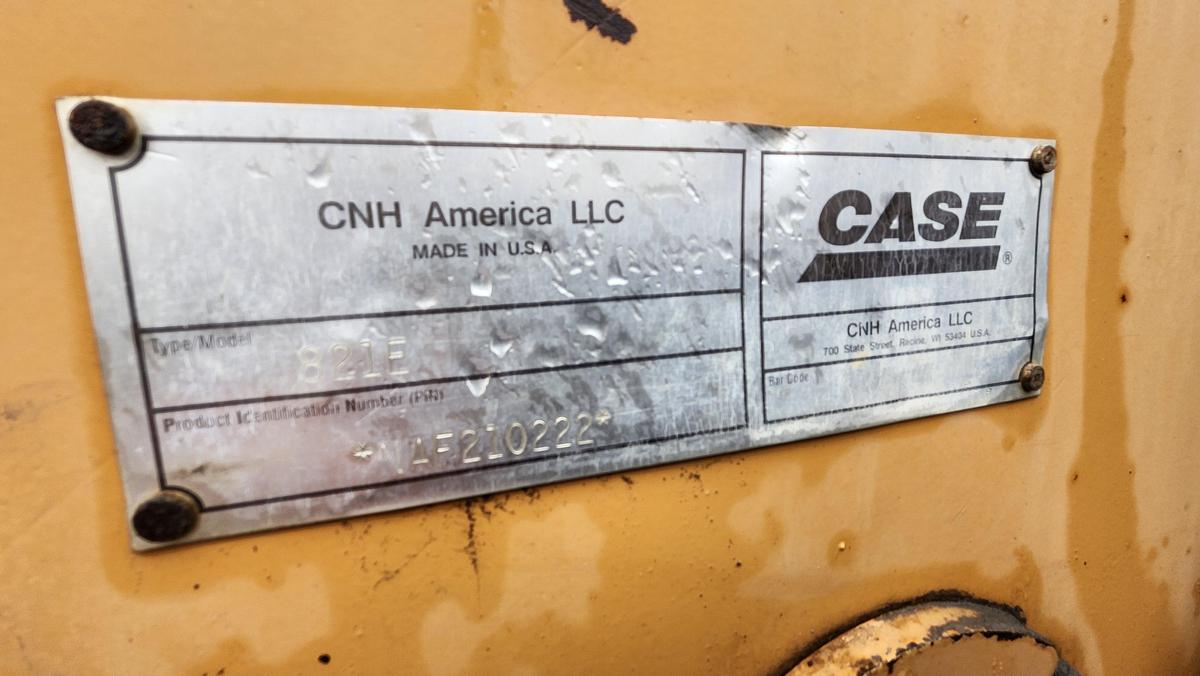 CNH America LLC
MADE IN U.S.A.
Type/Model
821E
Product Identification Number (PIN)
*NAF210222*
CASE®
CNH America LLC
700 State Street, Racine, WI 53404 U.S.A.
Bar Code